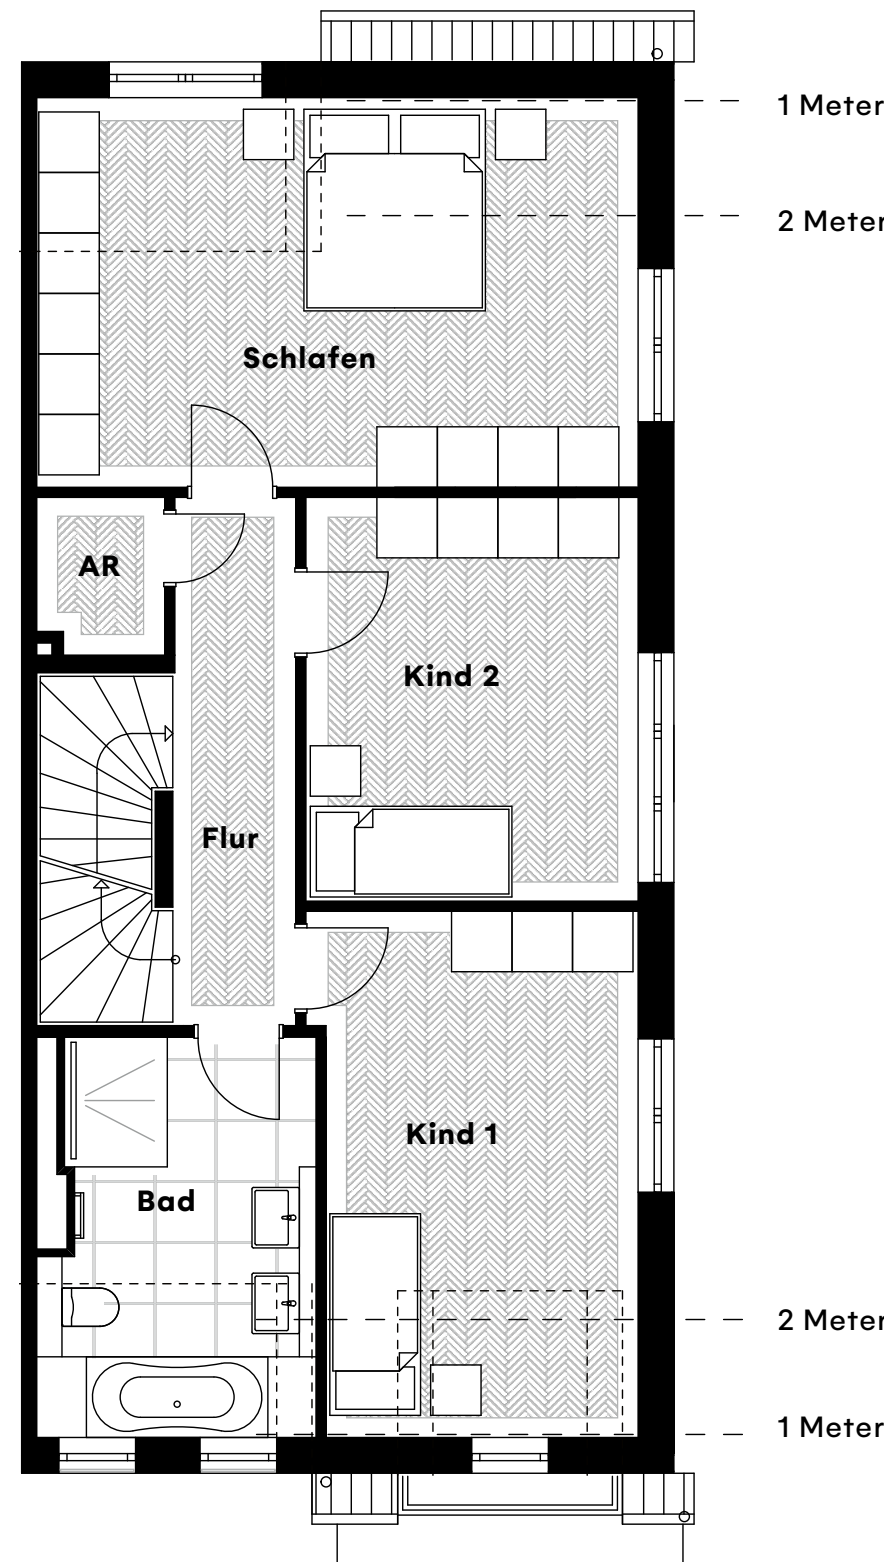 1 Meter
2 Meter
Schlafen
AR
Kind 2
Flur
Kind 1
Bad
2 Meter
1 Meter